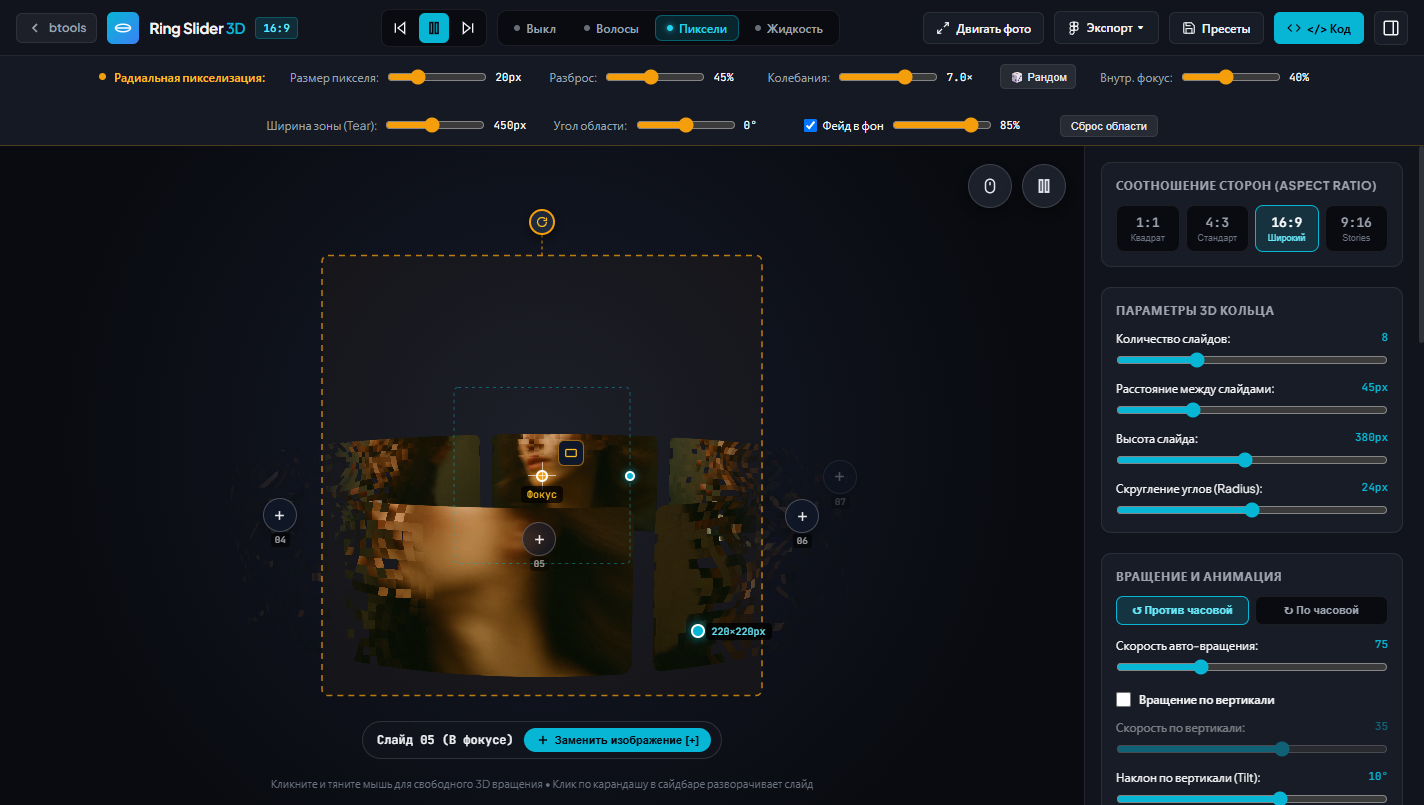 btools
Ring Slider 3D
16:9
Выкл
Волосы
Пиксели
Жидкость
Двигать фото
Экспорт
Пресеты
</> Код
Радиальная пикселизация:
Размер пикселя: 20px
Разброс: 45%
Колебания: 7.0×
Рандом
Внутр. фокус: 40%
Ширина зоны (Tear): 450px
Угол области: 0°
Фейд в фон 85%
Сброс области
Фокус
04
05
06
07
220×220px
Слайд 05 (В фокусе)
Заменить изображение [+]
Кликните и тяните мышь для свободного 3D вращения • Клик по карандашу в сайдбаре разворачивает слайд
СООТНОШЕНИЕ СТОРОН (ASPECT RATIO)
1:1
Квадрат
4:3
Стандарт
16:9
Широкий
9:16
Stories
ПАРАМЕТРЫ 3D КОЛЬЦА
Количество слайдов: 8
Расстояние между слайдами: 45px
Высота слайда: 380px
Скругление углов (Radius): 24px
ВРАЩЕНИЕ И АНИМАЦИЯ
↺ Против часовой
↻ По часовой
Скорость авто-вращения: 75
Вращение по вертикали
Скорость по вертикали: 35
Наклон по вертикали (Tilt): 10°